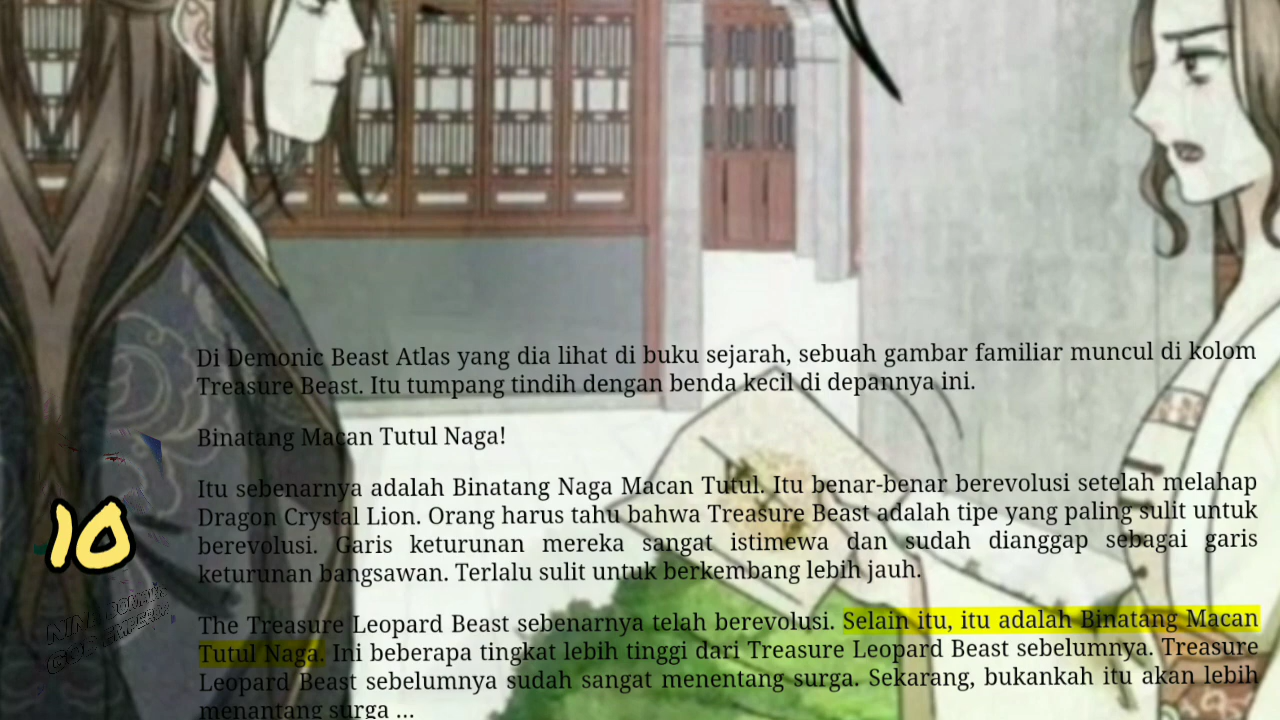 Di Demonic Beast Atlas yang dia lihat di buku sejarah, sebuah gambar familiar muncul di kolom
Treasure Beast. Itu tumpang tindih dengan benda kecil di depannya ini.
Binatang Macan Tutul Naga!
Itu sebenarnya adalah Binatang Naga Macan Tutul. Itu benar-benar berevolusi setelah melahap
Dragon Crystal Lion. Orang harus tahu bahwa Treasure Beast adalah tipe yang paling sulit untuk
berevolusi. Garis keturunan mereka sangat istimewa dan sudah dianggap sebagai garis
keturunan bangsawan. Terlalu sulit untuk berkembang lebih jauh.
The Treasure Leopard Beast sebenarnya telah berevolusi. Selain itu, itu adalah Binatang Macan
Tutul Naga. Ini beberapa tingkat lebih tinggi dari Treasure Leopard Beast sebelumnya. Treasure
Leopard Beast sebelumnya sudah sangat menentang surga. Sekarang, bukankah itu akan lebih
menantang surga ...
10